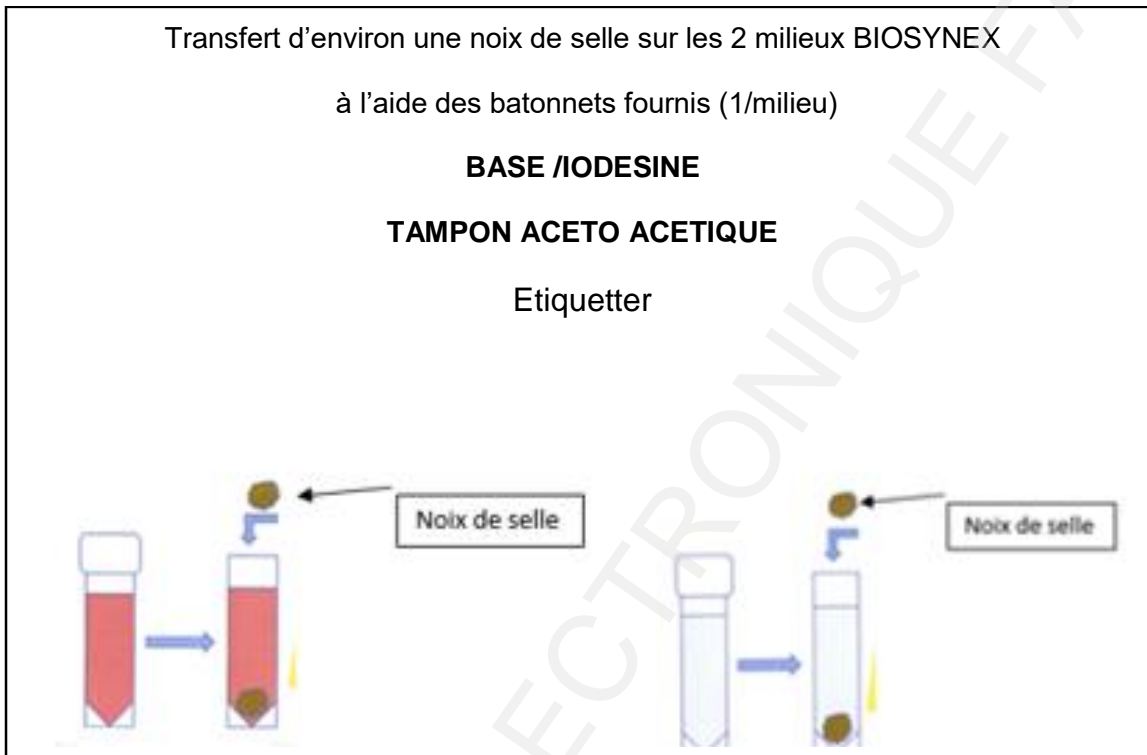 Transfert d'environ une noix de selle sur les 2 milieux BIOSYNEX
à l'aide des batonnets fournis (1/milieu)
BASE /IODESINE
TAMPON ACETO ACETIQUE
Etiquetter
Noix de selle
Noix de selle